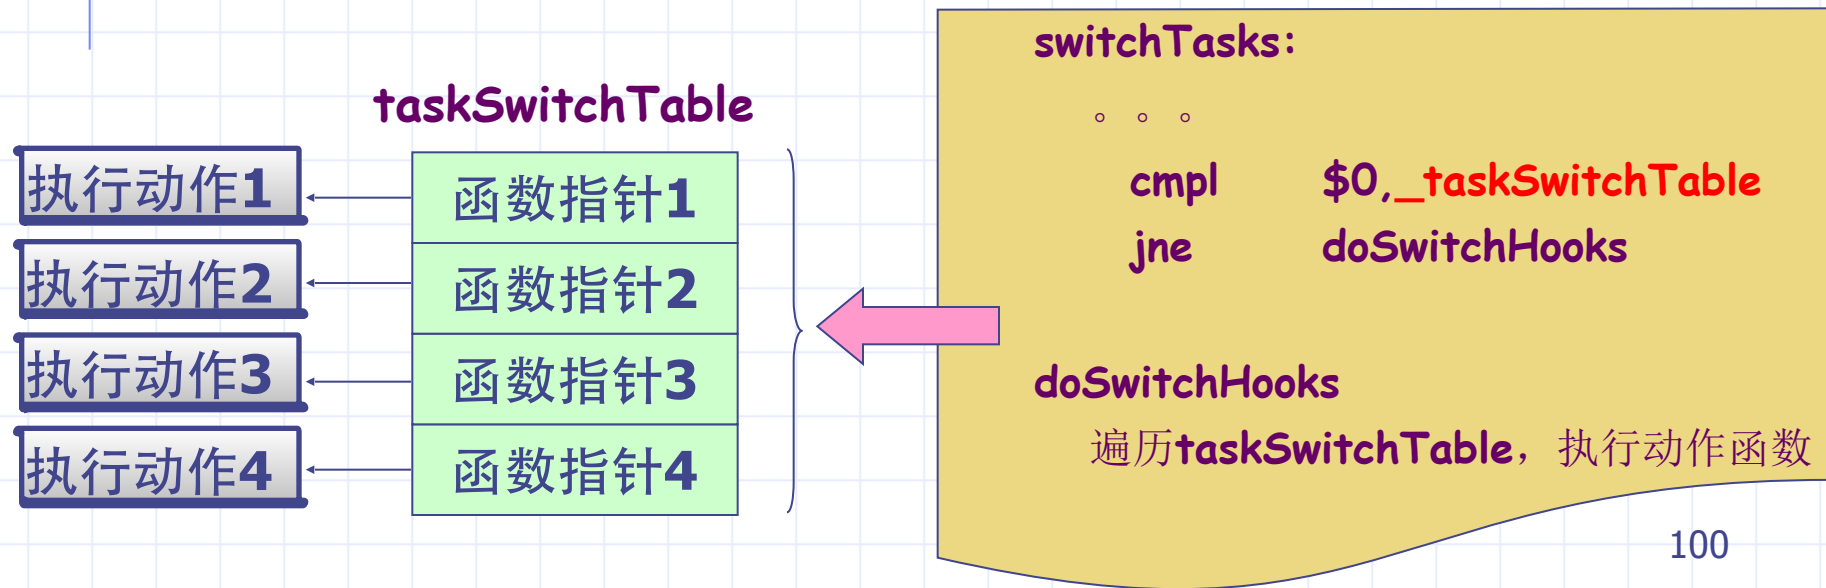 taskSwitchTable
执行动作1
函数指针1
执行动作2
函数指针2
执行动作3
函数指针3
执行动作4
函数指针4
switchTasks:
。。。
cmpl $0,_taskSwitchTable
jne doSwitchHooks
doSwitchHooks
遍历taskSwitchTable，执行动作函数
100